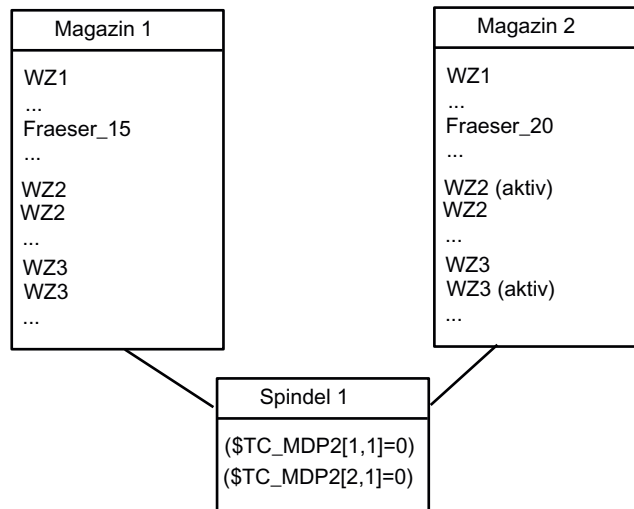 Magazin 1
WZ1
...
Fraeser_15
...
WZ2
WZ2
...
WZ3
WZ3
...
Magazin 2
WZ1
...
Fraeser_20
...
WZ2 (aktiv)
WZ2
...
WZ3
WZ3 (aktiv)
...
Spindel 1
($TC_MDP2[1,1]=0)
($TC_MDP2[2,1]=0)